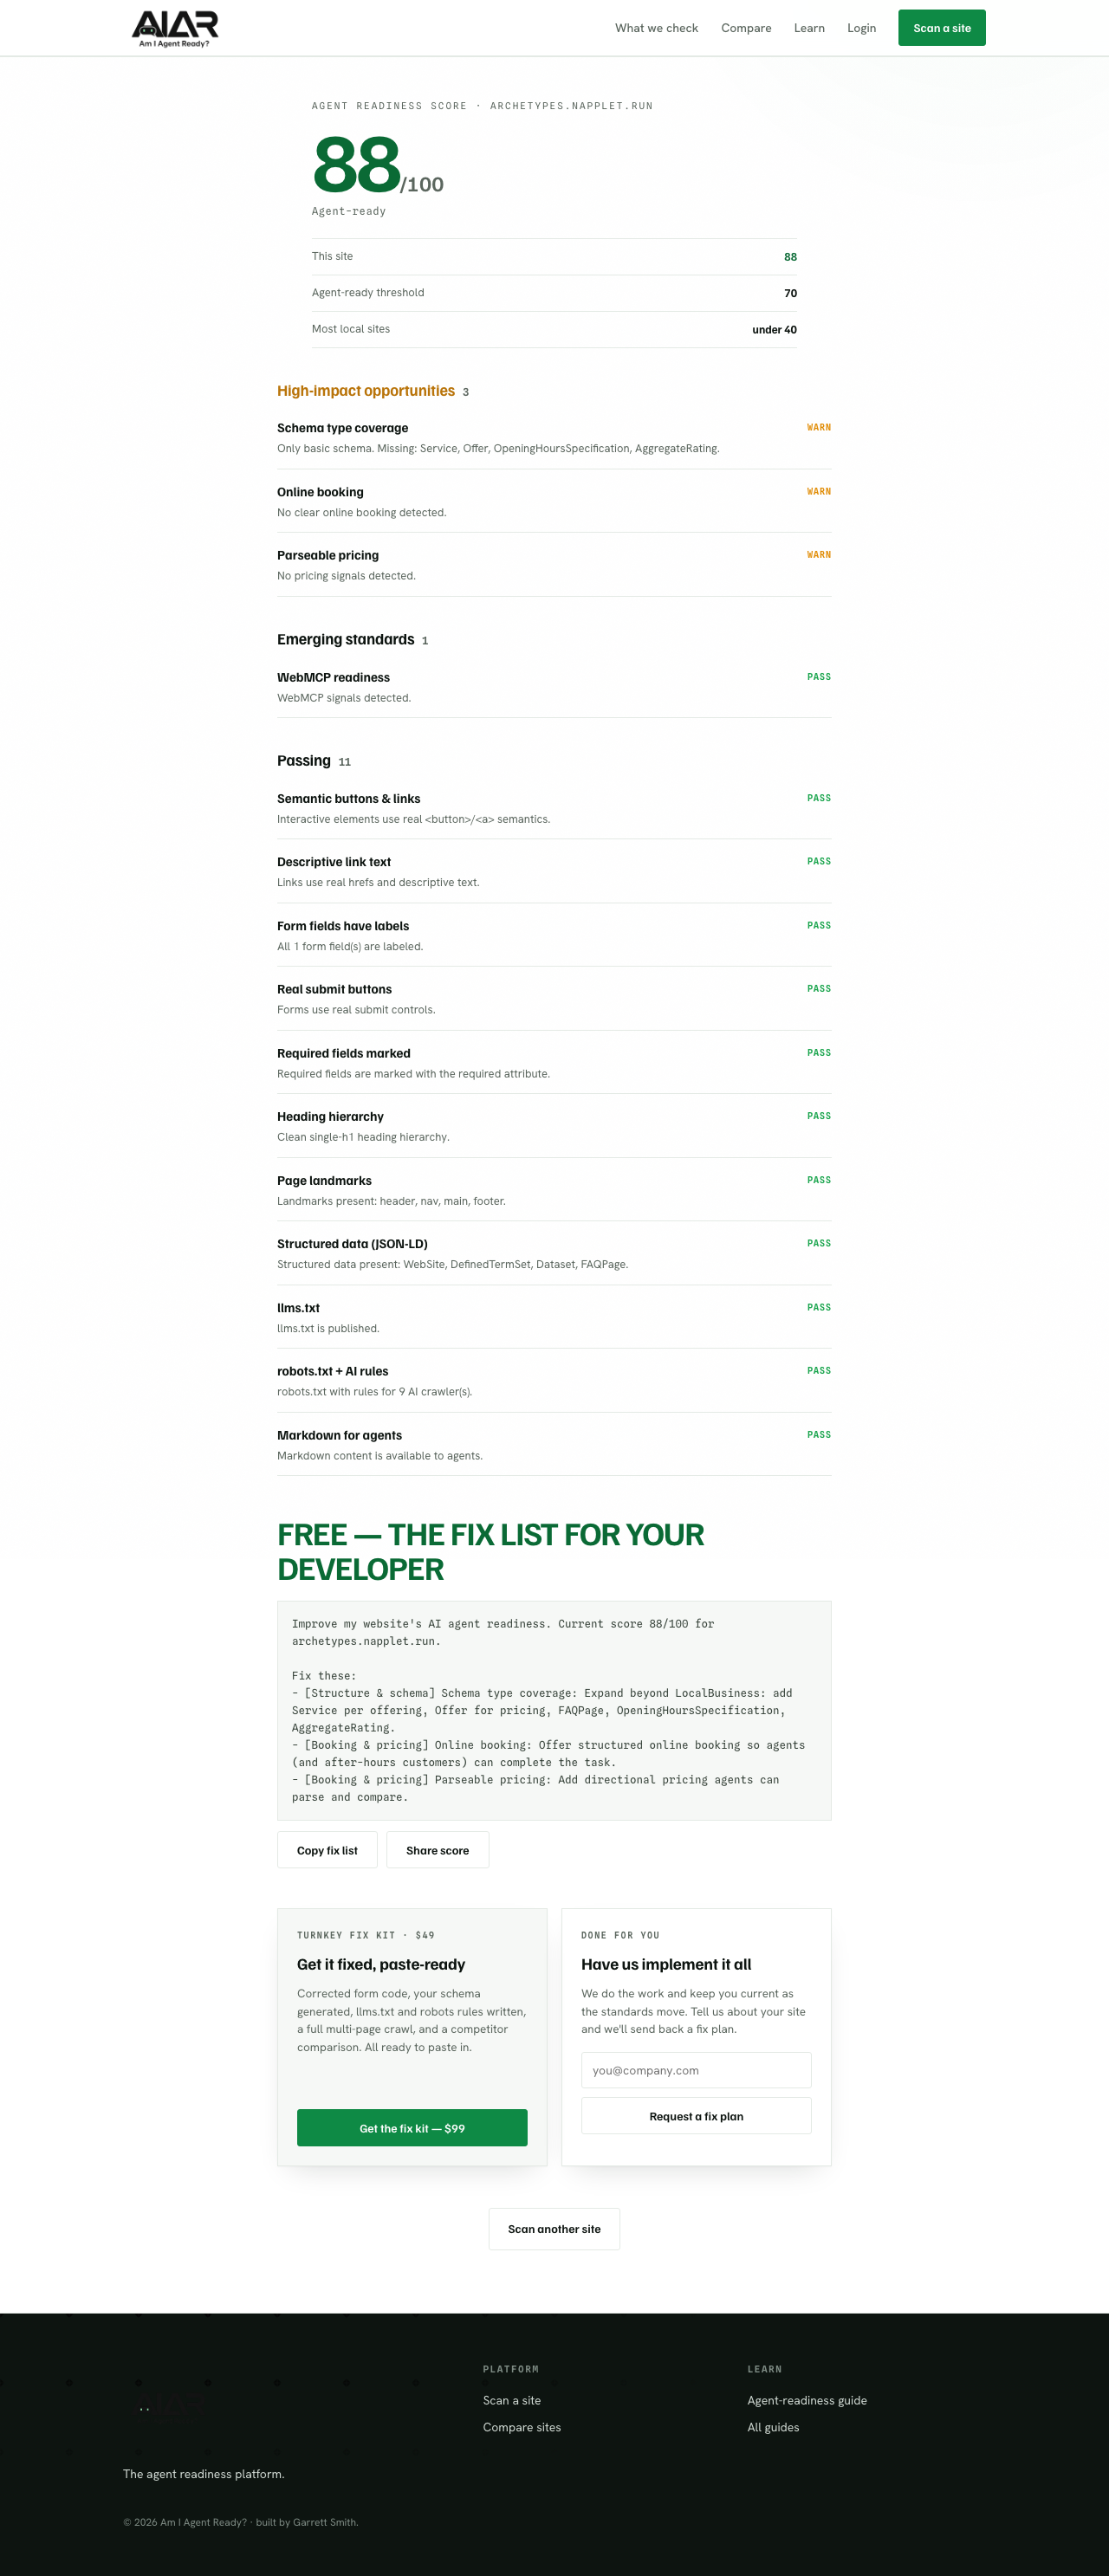 AIAR
Am I Agent Ready?
What we check
Compare
Learn
Login
Scan a site
AGENT READINESS SCORE · ARCHETYPES.NAPPLET.RUN
88/100
Agent-ready
This site 88
Agent-ready threshold 70
Most local sites under 40
High-impact opportunities 3
Schema type coverage WARN
Only basic schema. Missing: Service, Offer, OpeningHoursSpecification, AggregateRating.
Online booking WARN
No clear online booking detected.
Parseable pricing WARN
No pricing signals detected.
Emerging standards 1
WebMCP readiness PASS
WebMCP signals detected.
Passing 11
Semantic buttons & links PASS
Interactive elements use real <button>/<a> semantics.
Descriptive link text PASS
Links use real hrefs and descriptive text.
Form fields have labels PASS
All 1 form field(s) are labeled.
Real submit buttons PASS
Forms use real submit controls.
Required fields marked PASS
Required fields are marked with the required attribute.
Heading hierarchy PASS
Clean single-h1 heading hierarchy.
Page landmarks PASS
Landmarks present: header, nav, main, footer.
Structured data (JSON-LD) PASS
Structured data present: WebSite, DefinedTermSet, Dataset, FAQPage.
llms.txt PASS
llms.txt is published.
robots.txt + AI rules PASS
robots.txt with rules for 9 AI crawler(s).
Markdown for agents PASS
Markdown content is available to agents.
FREE — THE FIX LIST FOR YOUR
DEVELOPER
Improve my website's AI agent readiness. Current score 88/100 for
archetypes.napplet.run.
Fix these:
- [Structure & schema] Schema type coverage: Expand beyond LocalBusiness: add
Service per offering, Offer for pricing, FAQPage, OpeningHoursSpecification,
AggregateRating.
- [Booking & pricing] Online booking: Offer structured online booking so agents
(and after-hours customers) can complete the task.
- [Booking & pricing] Parseable pricing: Add directional pricing agents can
parse and compare.
Copy fix list
Share score
TURNKEY FIX KIT · $49
Get it fixed, paste-ready
Corrected form code, your schema
generated, llms.txt and robots rules written,
a full multi-page crawl, and a competitor
comparison. All ready to paste in.
Get the fix kit — $99
DONE FOR YOU
Have us implement it all
We do the work and keep you current as
the standards move. Tell us about your site
and we'll send back a fix plan.
you@company.com
Request a fix plan
Scan another site
AIAR
The agent readiness platform.
© 2026 Am I Agent Ready? · built by Garrett Smith.
PLATFORM
Scan a site
Compare sites
LEARN
Agent-readiness guide
All guides